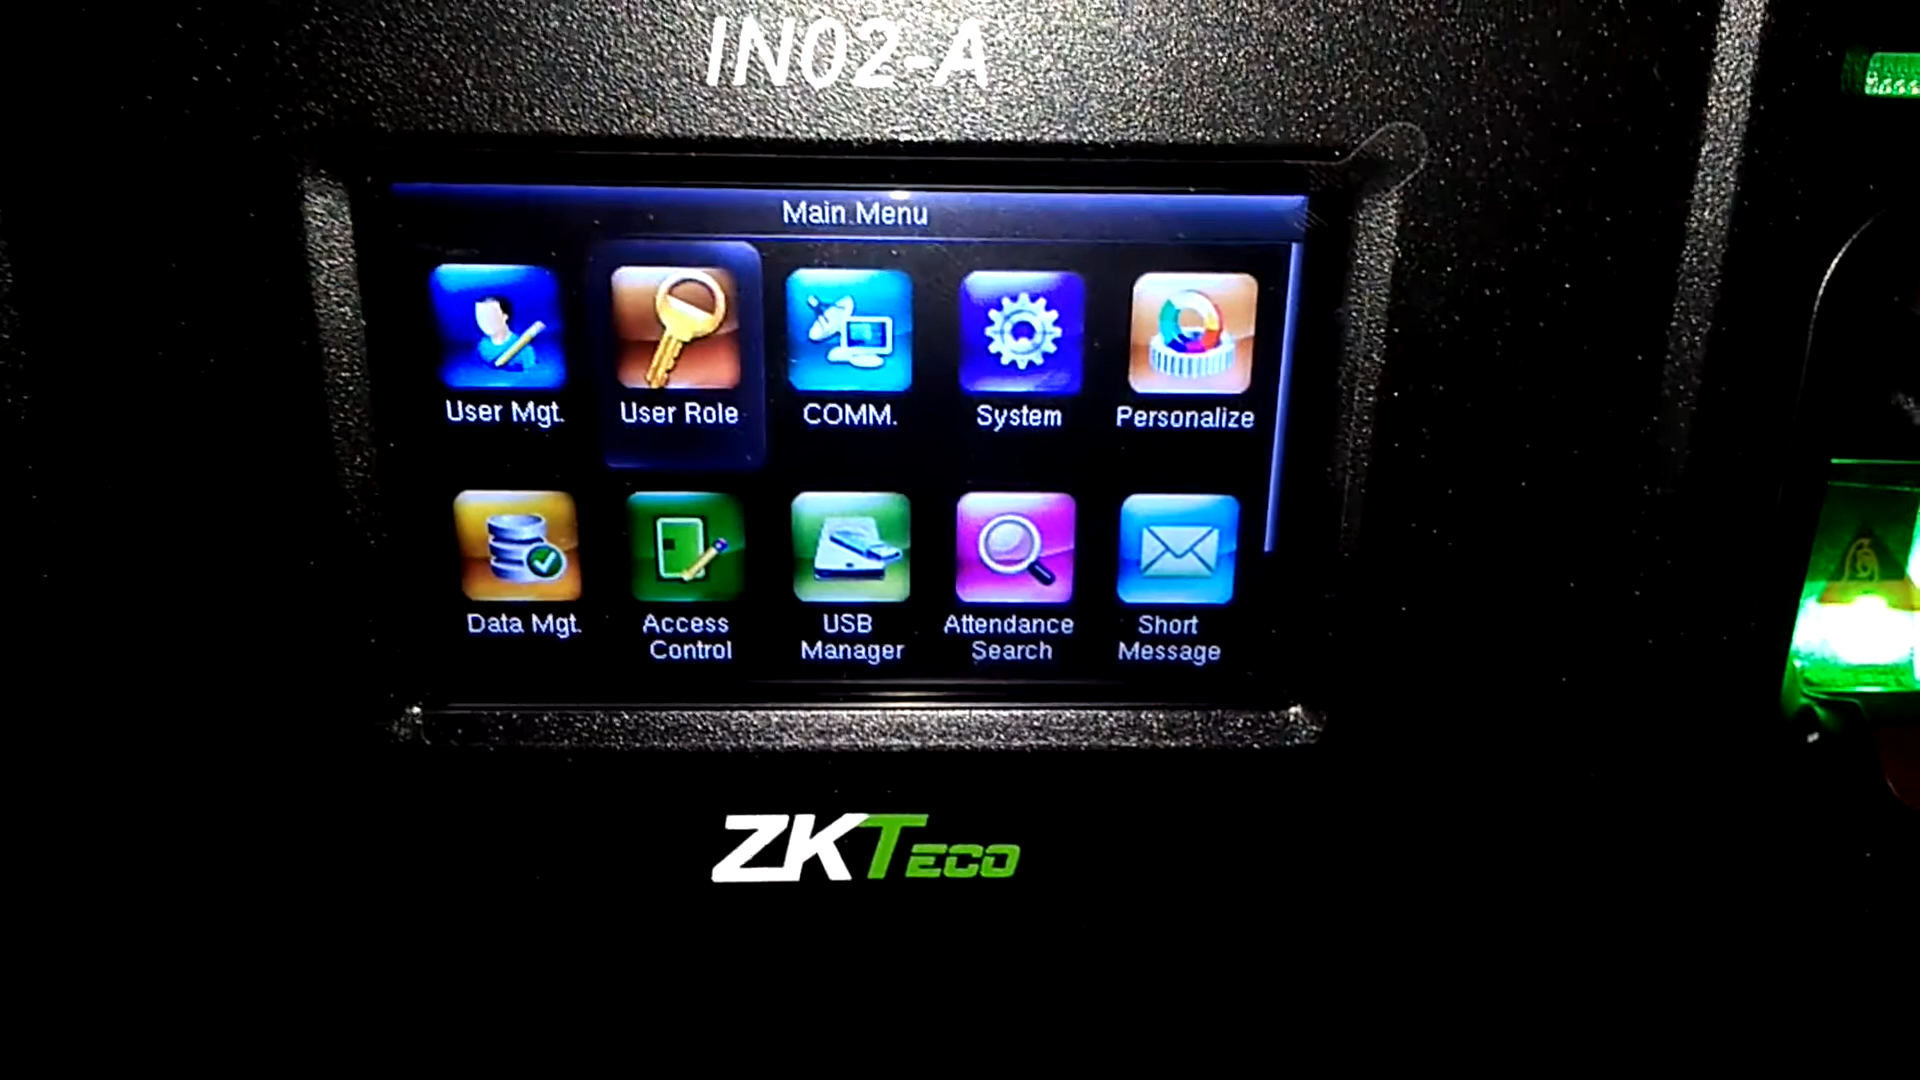 IN02-A
Main Menu
User Mgt.
User Role
COMM.
System
Personalize
Data Mgt.
Access
Control
USB
Manager
Attendance
Search
Short
Message
ZKTECO